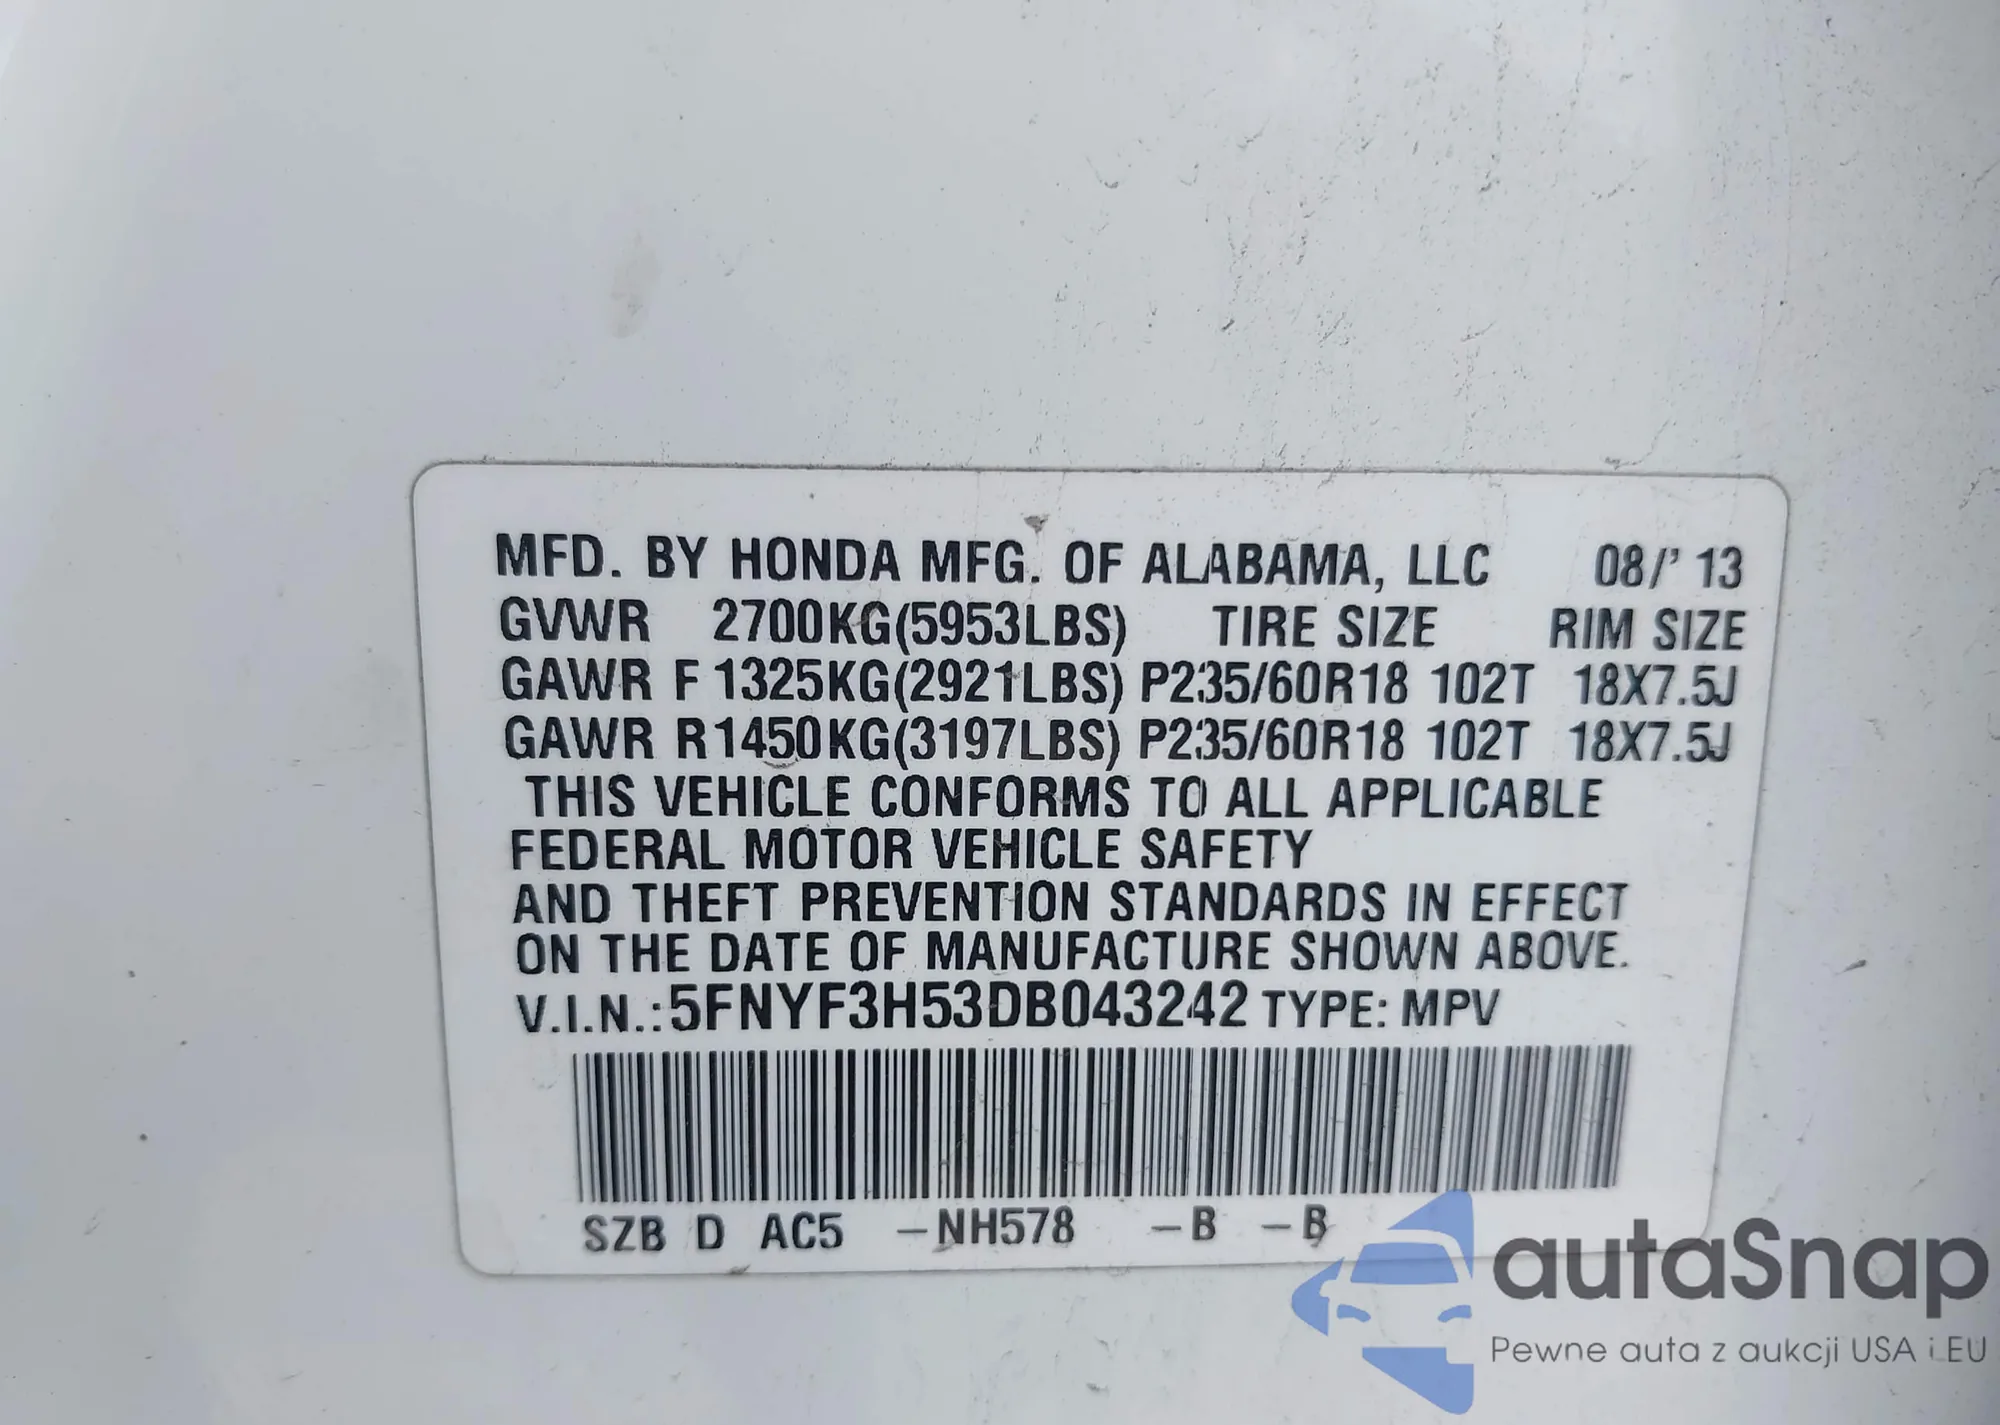 MFD. BY HONDA MFG. OF ALABAMA, LLC 08/' 13
GVWR 2700KG(5953LBS) TIRE SIZE RIM SIZE
GAWR F 1325KG(2921LBS) P235/60R18 102T 18X7.5J
GAWR R1450KG(3197LBS) P235/60R18 102T 18X7.5J
THIS VEHICLE CONFORMS TO ALL APPLICABLE
FEDERAL MOTOR VEHICLE SAFETY
AND THEFT PREVENTION STANDARDS IN EFFECT
ON THE DATE OF MANUFACTURE SHOWN ABOVE.
V.I.N.:5FNYF3H53DB043242 TYPE: MPV
SZB D AC5 -NH578 -B -B
autaSnap
Pewne auta z aukcji USA i EU